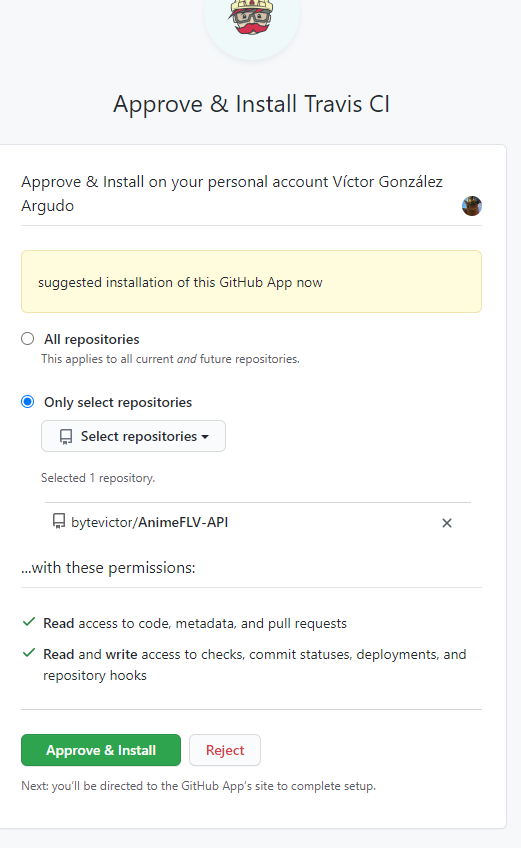 Approve & Install Travis CI
Approve & Install on your personal account Víctor González
Argudo
suggested installation of this GitHub App now
All repositories
This applies to all current and future repositories.
Only select repositories
Select repositories
Selected 1 repository.
bytevictor/AnimeFLV-API
...with these permissions:
Read access to code, metadata, and pull requests
Read and write access to checks, commit statuses, deployments, and
repository hooks
Approve & Install
Reject
Next: you'll be directed to the GitHub App's site to complete setup.